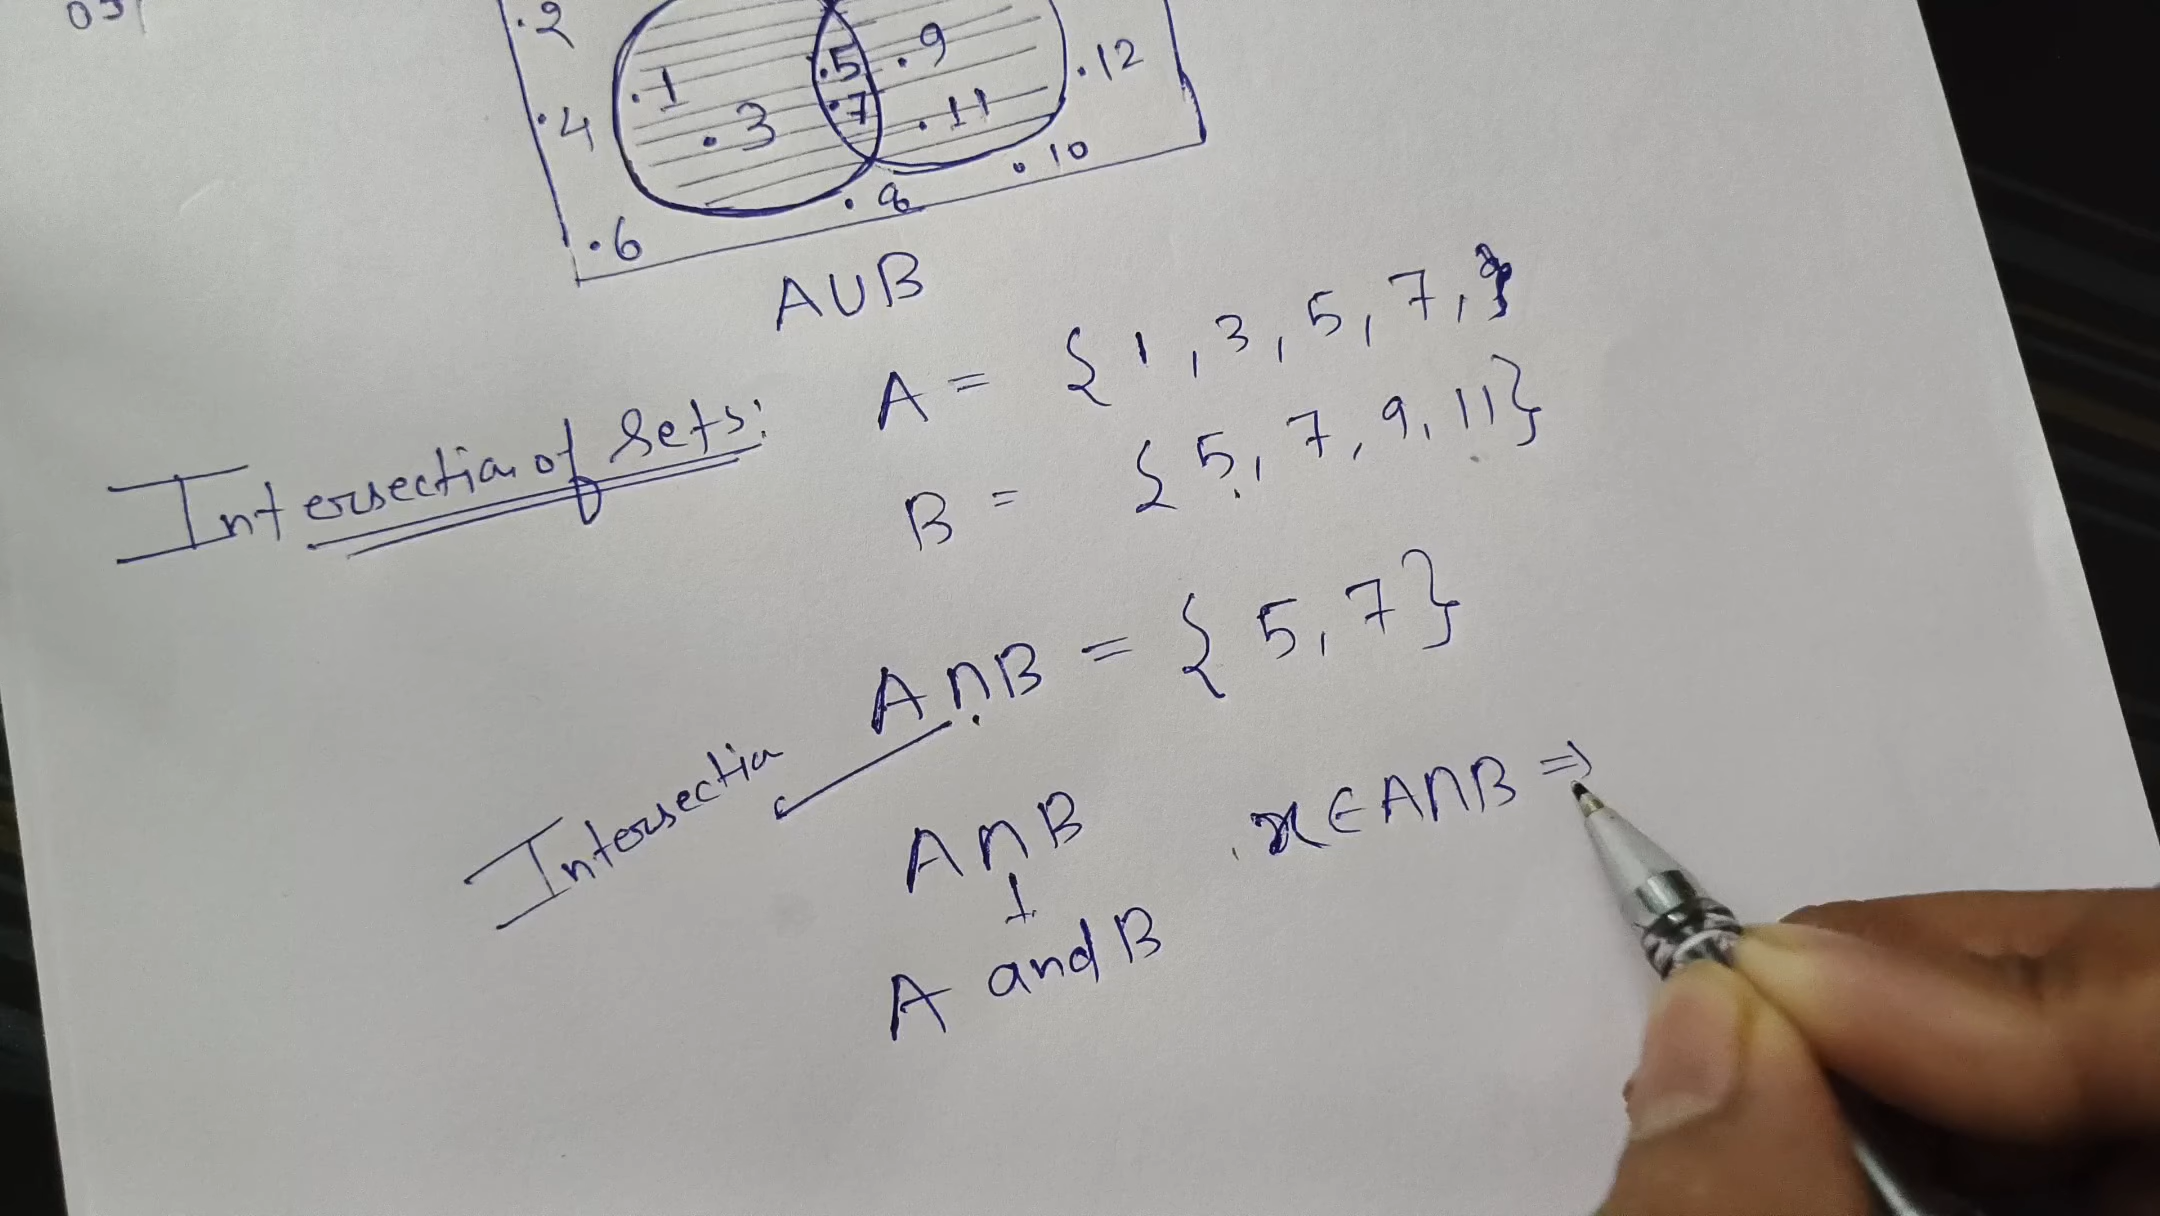 .2
.5 .9
.1 .12
.4 .3 .7 .11
.10
.8
.6
A∪B
A = {1, 3, 5, 7, }
Intersection of Sets:
B = {5, 7, 9, 11}
A∩B = {5, 7}
Intersection
A∩B x∈A∩B ⇒
A and B